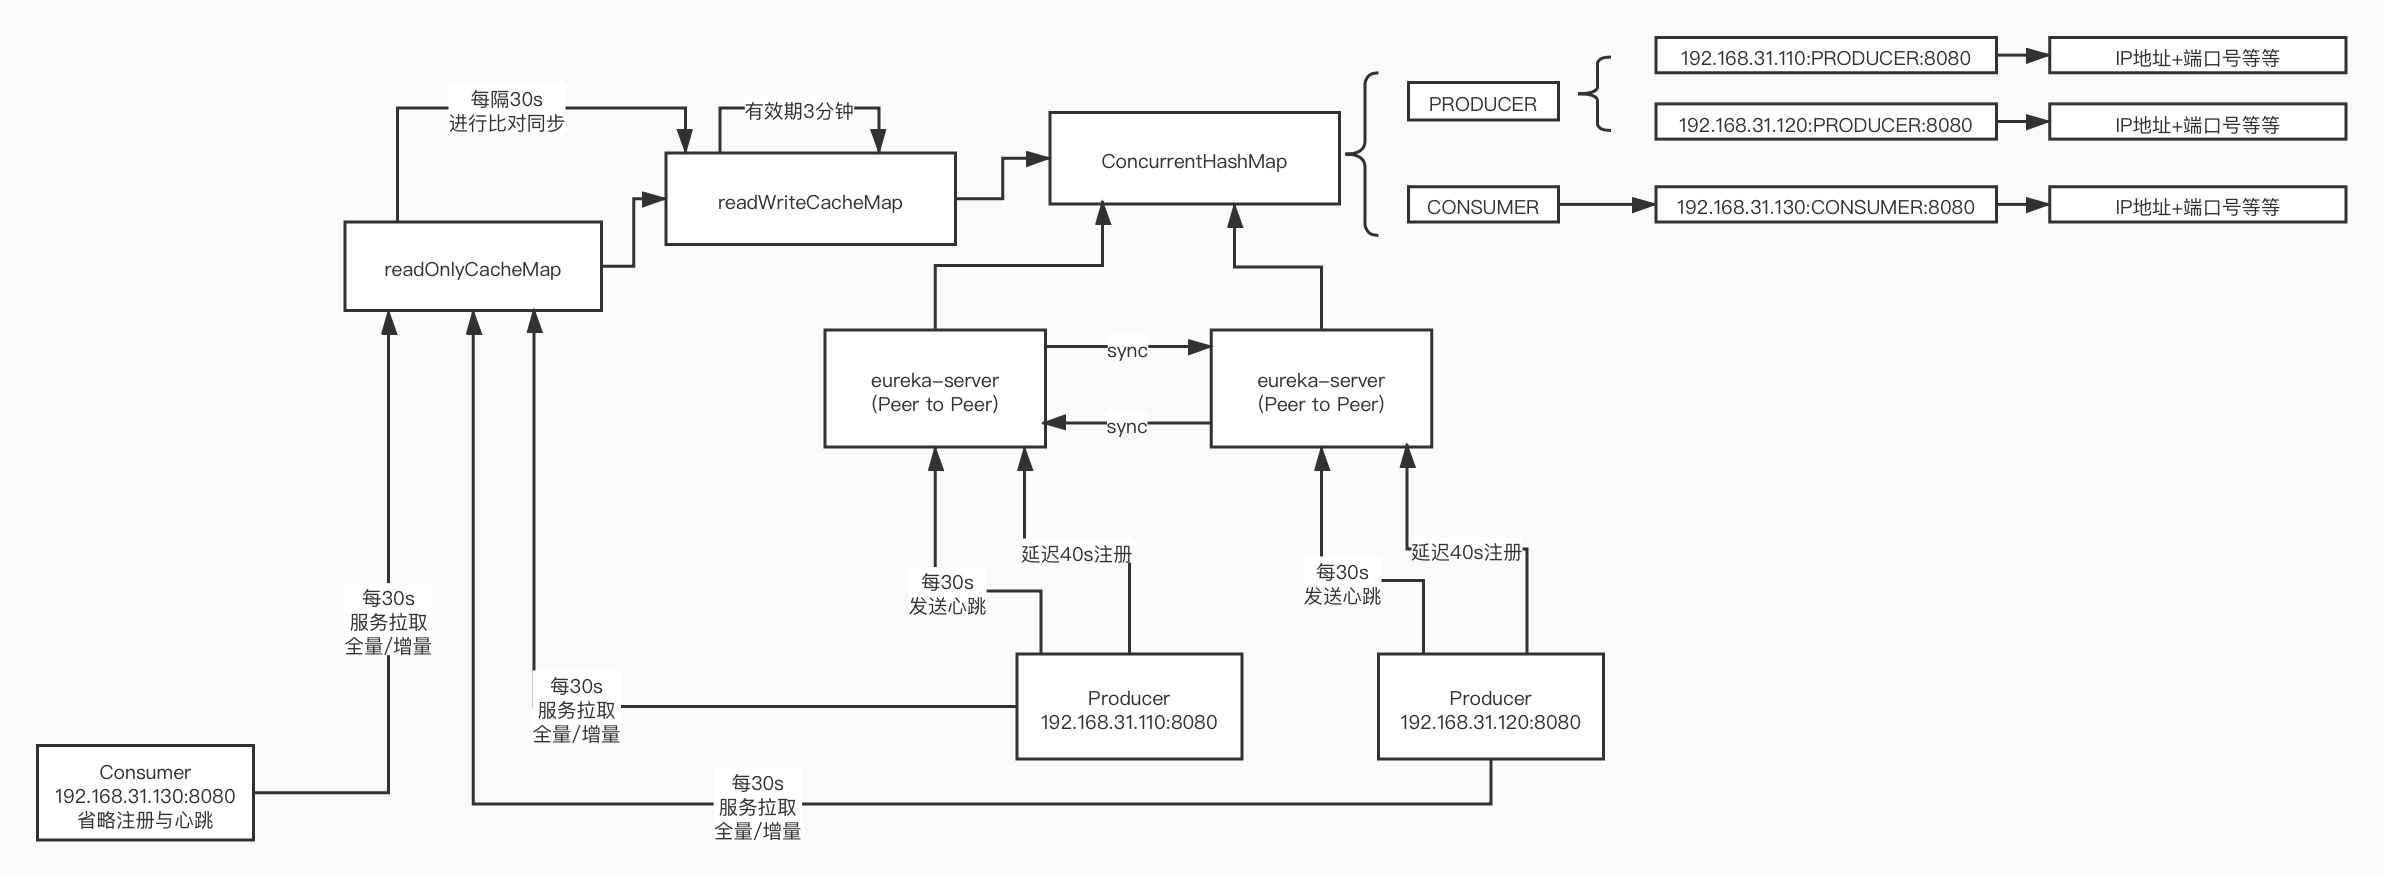 每隔30s
进行比对同步
有效期3分钟
readOnlyCacheMap
readWriteCacheMap
ConcurrentHashMap
PRODUCER
192.168.31.110:PRODUCER:8080
IP地址+端口号等等
192.168.31.120:PRODUCER:8080
IP地址+端口号等等
CONSUMER
192.168.31.130:CONSUMER:8080
IP地址+端口号等等
eureka-server
(Peer to Peer)
sync
sync
eureka-server
(Peer to Peer)
每30s
发送心跳
延迟40s注册
每30s
发送心跳
延迟40s注册
每30s
服务拉取
全量/增量
每30s
服务拉取
全量/增量
Producer
192.168.31.110:8080
Producer
192.168.31.120:8080
Consumer
192.168.31.130:8080
省略注册与心跳
每30s
服务拉取
全量/增量